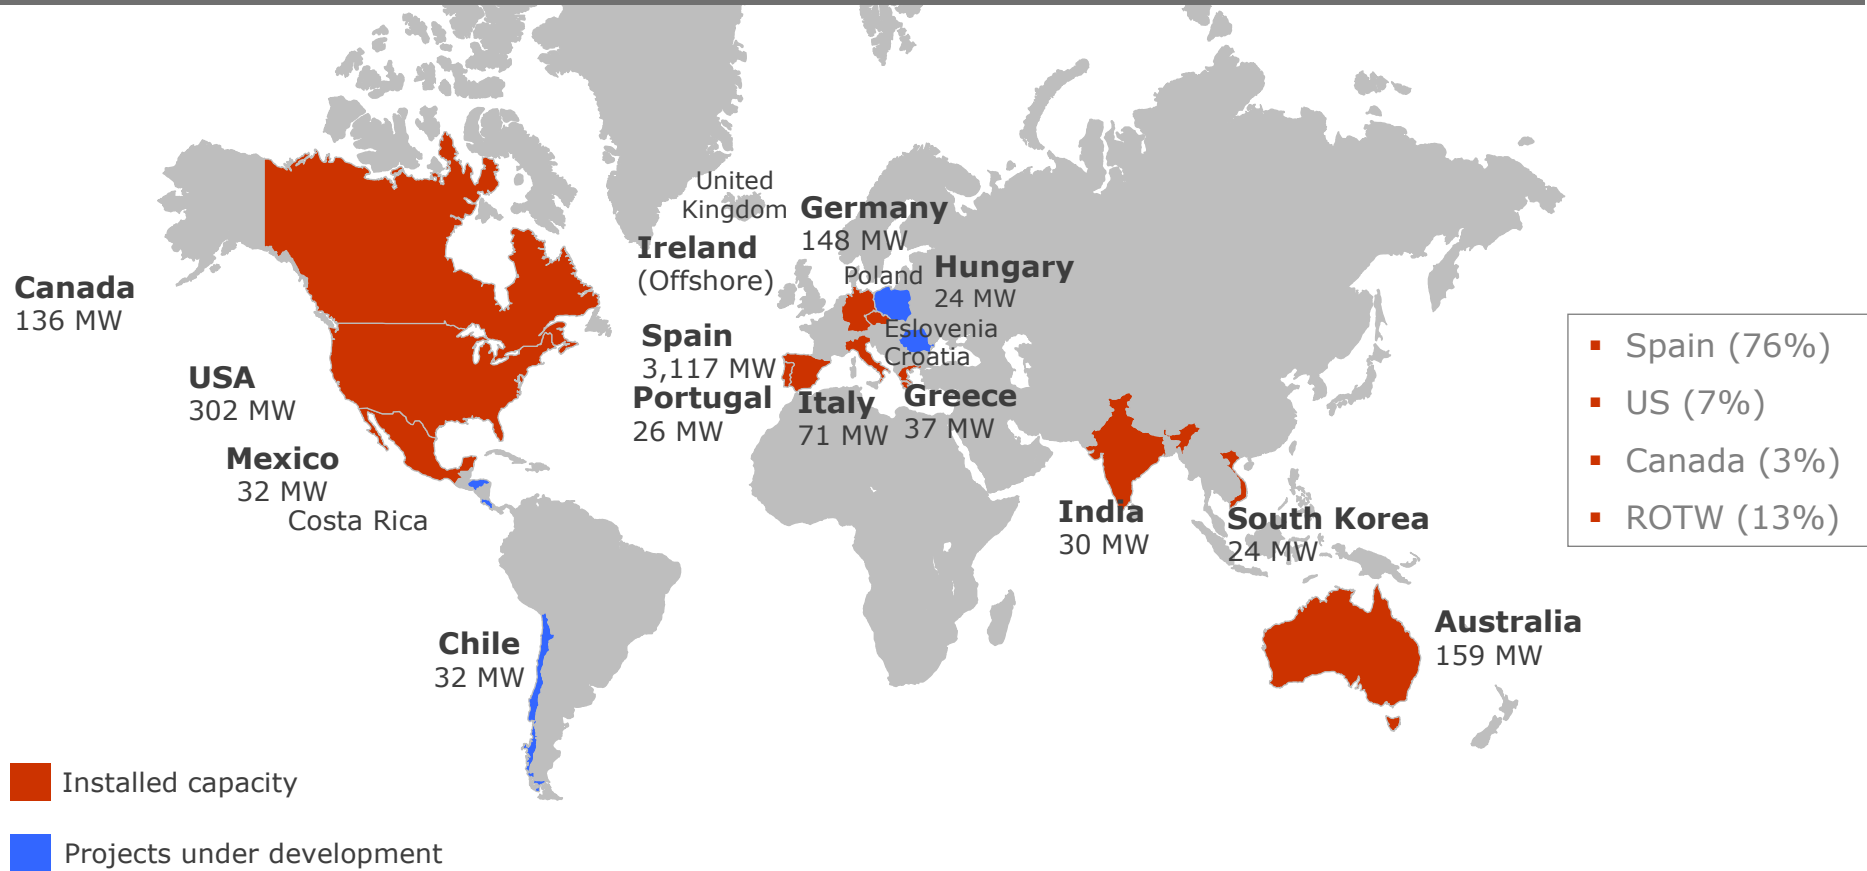 United
Kingdom
Germany
148 MW
Ireland
(Offshore)
Poland
Hungary
24 MW
Canada
136 MW
Spain
3,117 MW
Eslovenia
Croatia
USA
302 MW
Portugal
26 MW
Italy
71 MW
Greece
37 MW
Mexico
32 MW
Costa Rica
India
30 MW
South Korea
24 MW
Chile
32 MW
Australia
159 MW
▪ Spain (76%)
▪ US (7%)
▪ Canada (3%)
▪ ROTW (13%)
Installed capacity
Projects under development